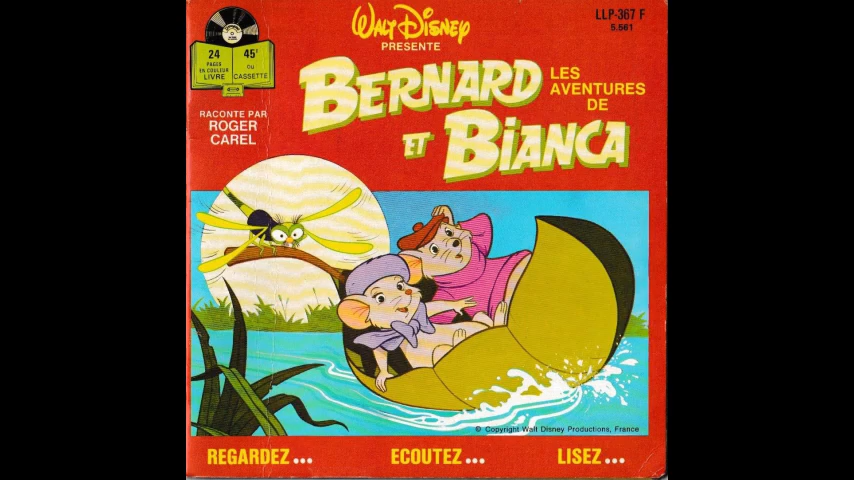 WALT DISNEY
PRESENTE
LLP-367 F
5.561
24
PAGES
EN COULEUR
LIVRE
45T
OU
CASSETTE
RACONTE PAR
ROGER
CAREL
LES
AVENTURES
DE
BERNARD
ET BIANCA
© Copyright Walt Disney Productions, France
REGARDEZ... ECOUTEZ... LISEZ...